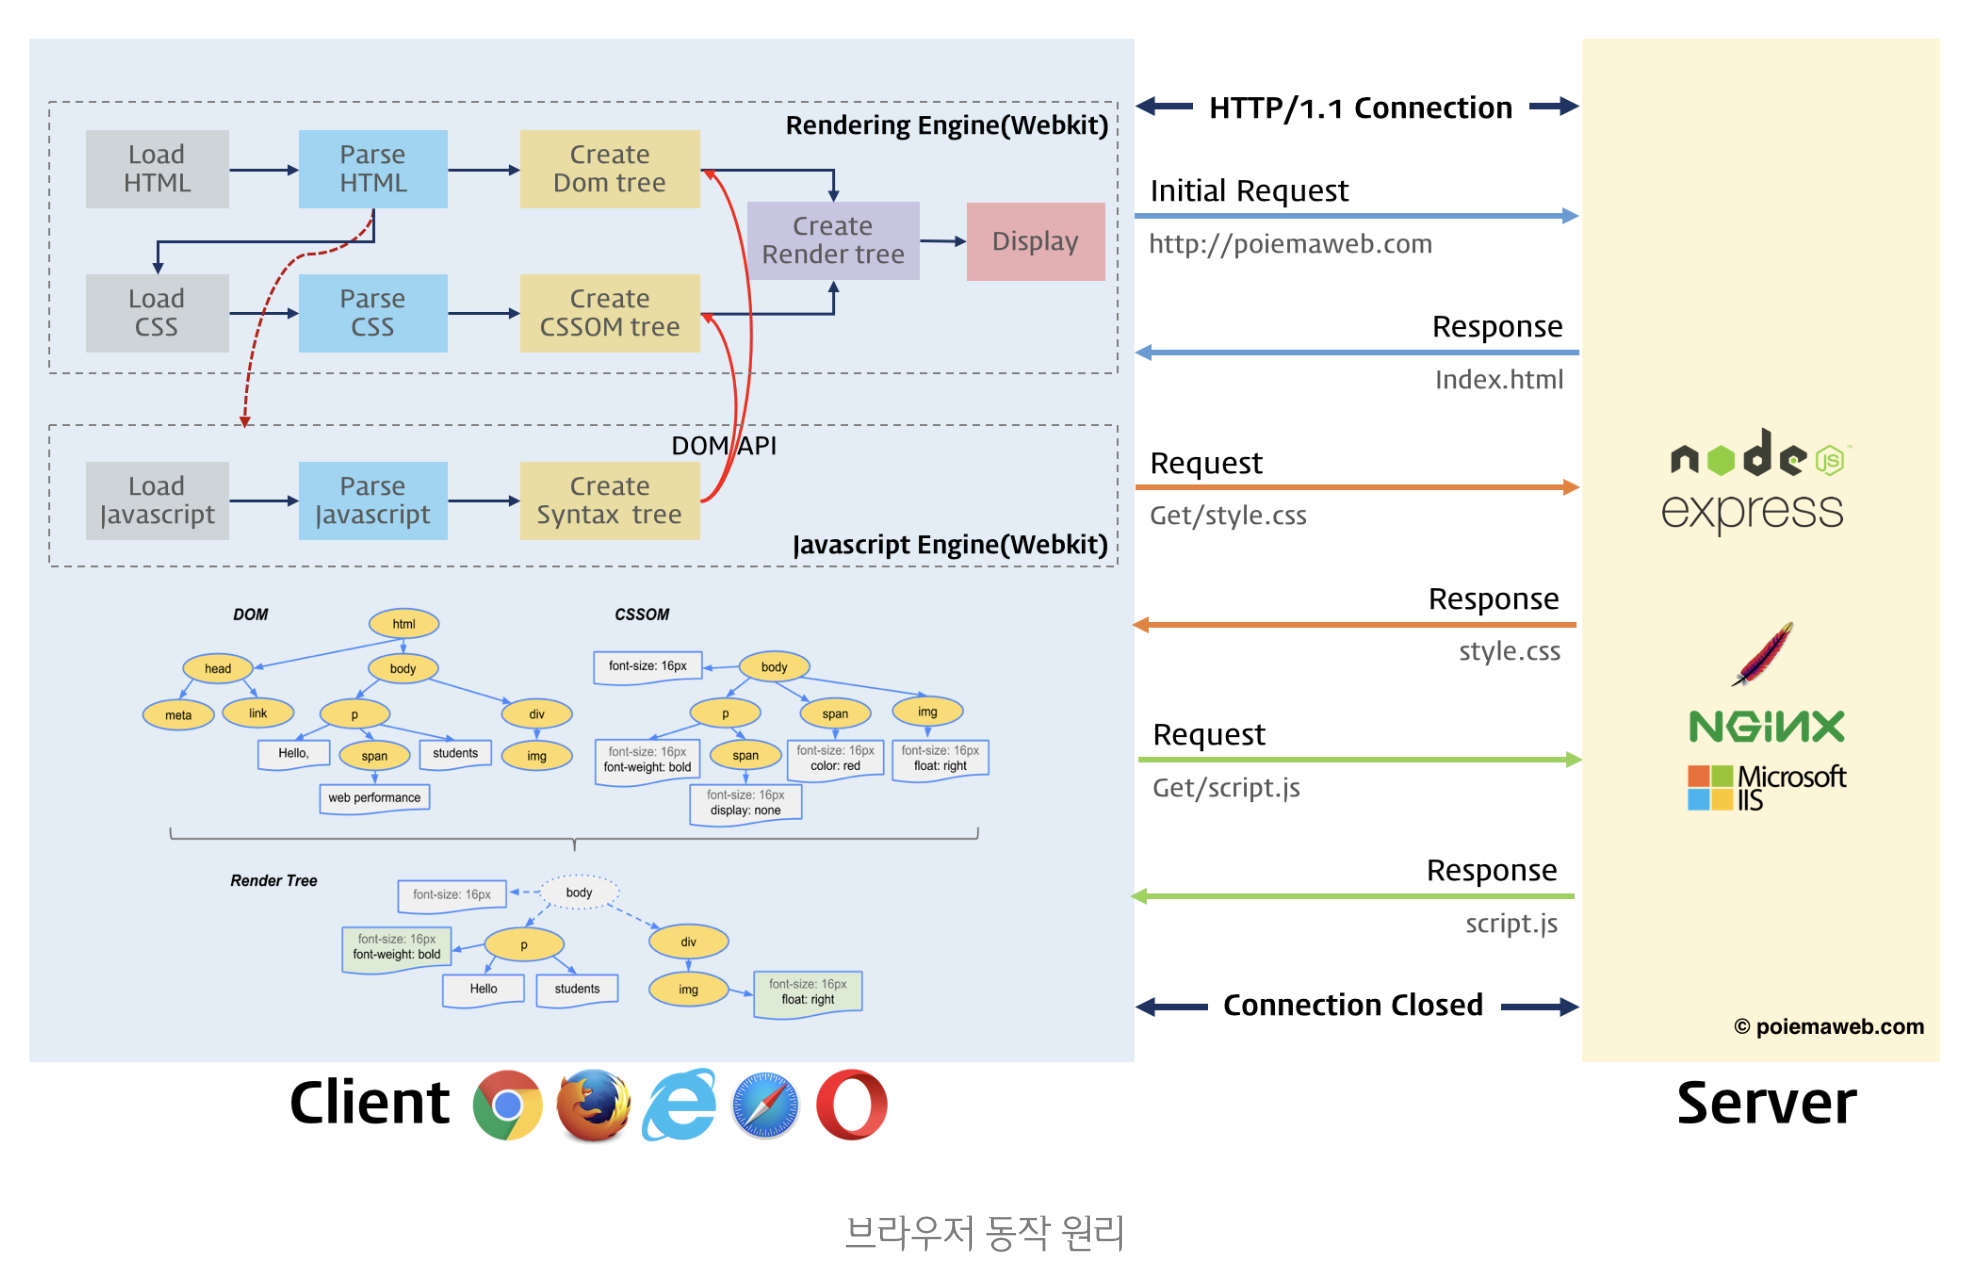 Rendering Engine(Webkit)
Load
HTML
Parse
HTML
Create
Dom tree
Create
Render tree
Display
Load
CSS
Parse
CSS
Create
CSSOM tree
DOM API
Load
Javascript
Parse
Javascript
Create
Syntax tree
Javascript Engine(Webkit)
DOM
html
head
body
meta
link
p
div
Hello,
span
students
img
web performance
CSSOM
font-size: 16px
body
p
span
img
font-size: 16px
font-weight: bold
span
font-size: 16px
color: red
font-size: 16px
float: right
font-size: 16px
display: none
Render Tree
font-size: 16px
body
font-size: 16px
font-weight: bold
p
div
Hello
students
img
font-size: 16px
float: right
HTTP/1.1 Connection
Initial Request
http://poiemaweb.com
Response
Index.html
Request
Get/style.css
Response
style.css
Request
Get/script.js
Response
script.js
Connection Closed
node
JS
™
express
NGINX
Microsoft
IIS
© poiemaweb.com
Client
Server
브라우저 동작 원리